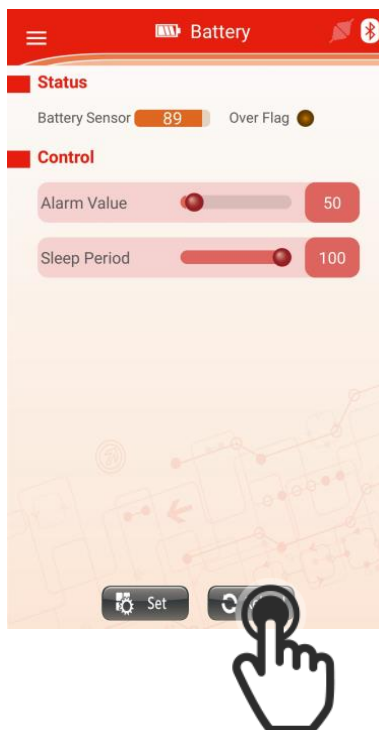 Battery
Status
Battery Sensor 89 Over Flag
Control
Alarm Value 50
Sleep Period 100
Set